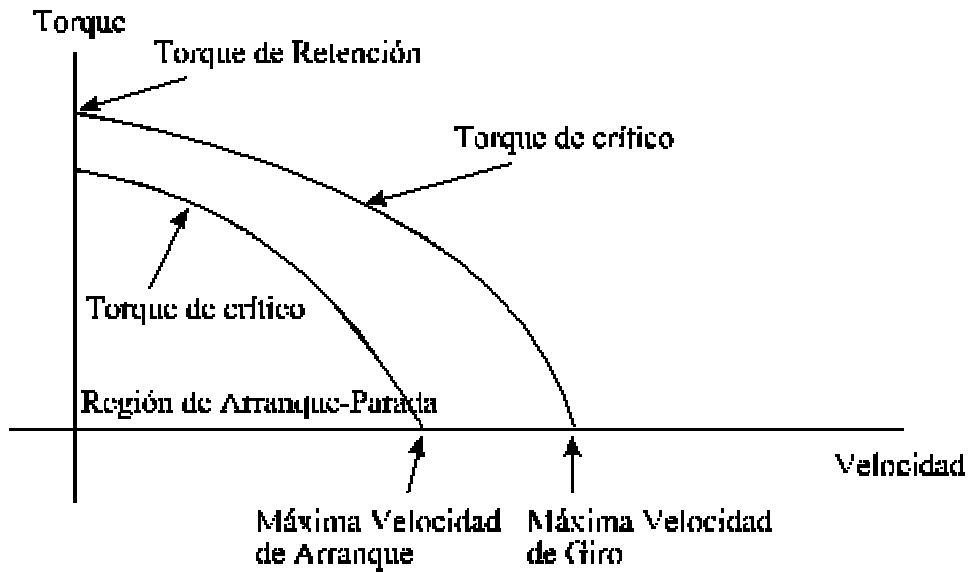 Torque
Torque de Retención
Torque de crítico
Torque de crítico
Región de Arranque-Parada
Velocidad
Máxima Velocidad
de Arranque
Máxima Velocidad
de Giro